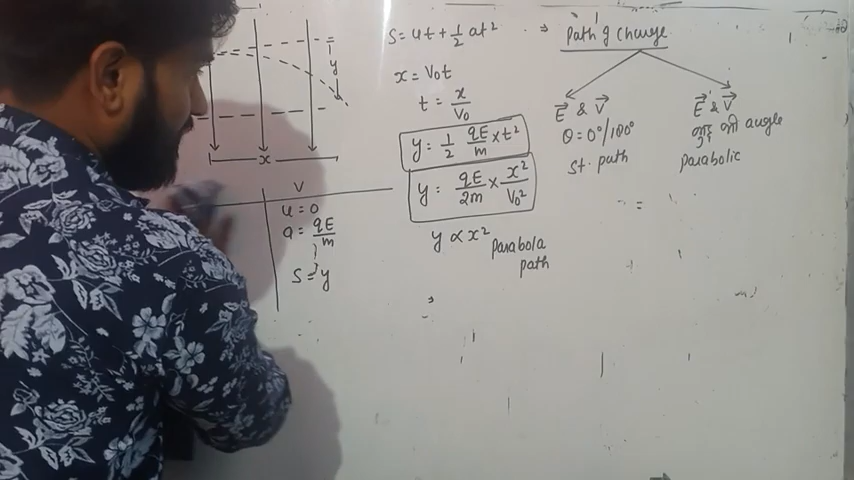 S = ut + 1/2 at²
⇒ Path of change
y
x = V₀t
t = x/V₀
y = 1/2 qE/m × t²
y = qE/2m × x²/V₀²
y ∝ x²
Parabola
path
x
V
u = 0
a = qE/m
S = y
E⃗ & V⃗
θ = 0°/180°
St. path
E⃗ & V⃗
angle
Parabolic
=